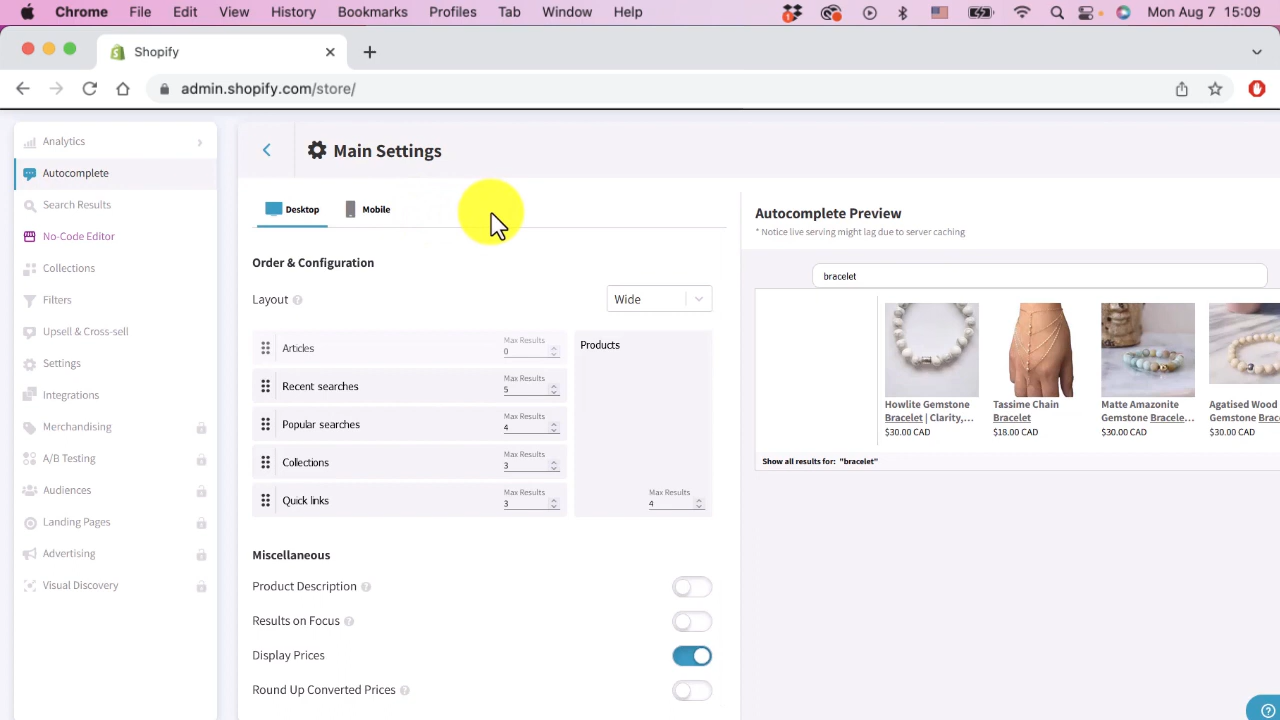 Chrome File Edit View History Bookmarks Profiles Tab Window Help Mon Aug 7 15:09
Shopify
admin.shopify.com/store/
Analytics
Autocomplete
Search Results
No-Code Editor
Collections
Filters
Upsell & Cross-sell
Settings
Integrations
Merchandising
A/B Testing
Audiences
Landing Pages
Advertising
Visual Discovery
Main Settings
Desktop Mobile
Order & Configuration
Layout ? Wide
Articles Max Results 0
Recent searches Max Results 5
Popular searches Max Results 4
Collections Max Results 3
Quick links Max Results 3
Products
Max Results
4
Miscellaneous
Product Description ?
Results on Focus ?
Display Prices
Round Up Converted Prices ?
Autocomplete Preview
* Notice live serving might lag due to server caching
bracelet
Howlite Gemstone
Bracelet | Clarity,...
$30.00 CAD
Tassime Chain
Bracelet
$18.00 CAD
Matte Amazonite
Gemstone Bracele...
$30.00 CAD
Agatised Wood
Gemstone Brac
$30.00 CAD
Show all results for: "bracelet"
?